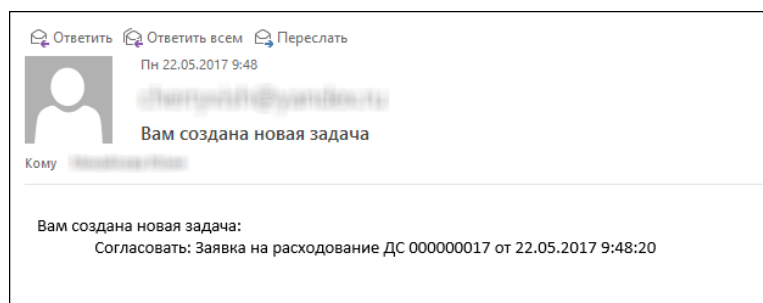 Ответить Ответить всем Переслать
Пн 22.05.2017 9:48
Вам создана новая задача
Кому
Вам создана новая задача:
Согласовать: Заявка на расходование ДС 000000017 от 22.05.2017 9:48:20